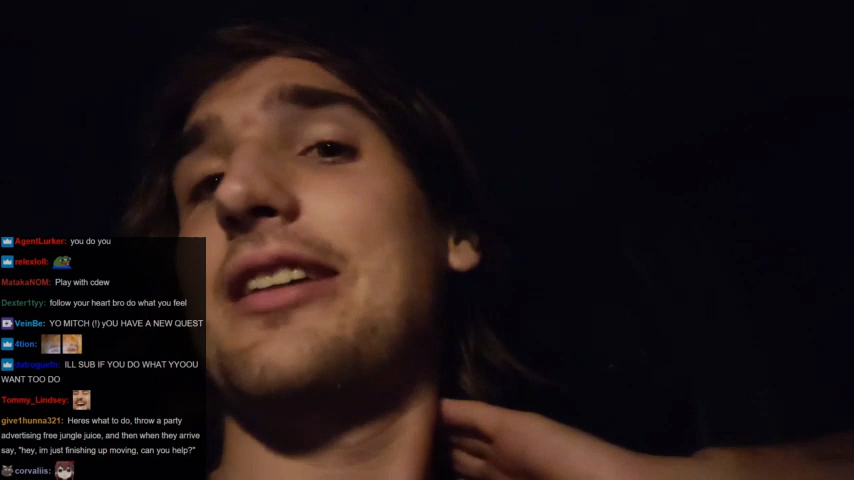 AgentLurker: you do you
relexloll:
MatakaNOM: Play with cdew
Dexter1tyy: follow your heart bro do what you feel
VeinBe: YO MITCH (!) yOU HAVE A NEW QUEST
4tion:
ILL SUB IF YOU DO WHAT YYOOU
WANT TOO DO
Tommy_Lindsey:
give1hunna321: Heres what to do, throw a party
advertising free jungle juice, and then when they arrive
say, "hey, im just finishing up moving, can you help?"
corvaliis: